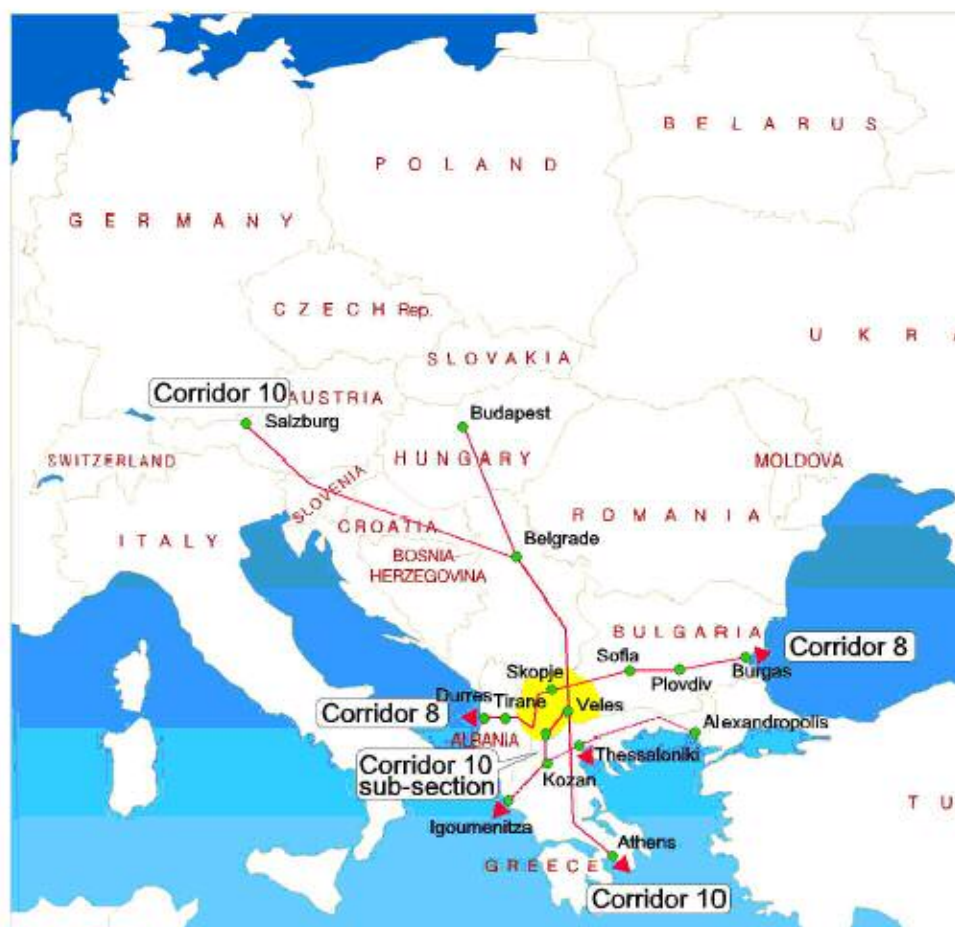 BELARUS
POLAND
GERMANY
CZECH Rep.
UKRA
SLOVAKIA
Corridor 10
AUSTRIA
Salzburg
Budapest
SWITZERLAND
HUNGARY
MOLDOVA
SLOVENIA
ROMANIA
CROATIA
ITALY
Belgrade
BOSNIA
HERZEGOVINA
BULGARIA
Corridor 8
Sofia
Skopje
Plovdiv
Burgas
Durres
Tirane
Veles
Corridor 8
Alexandropolis
ALBANIA
Thessaloniki
Corridor 10
sub-section
Kozan
TU
Igoumenitza
Athens
GREECE
Corridor 10